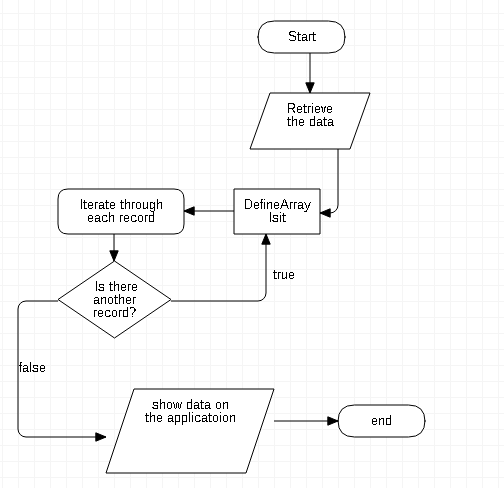 Start
Retrieve
the data
DefineArray
lsit
Iterate through
each record
Is there
another
record?
true
false
show data on
the applicatoion
end